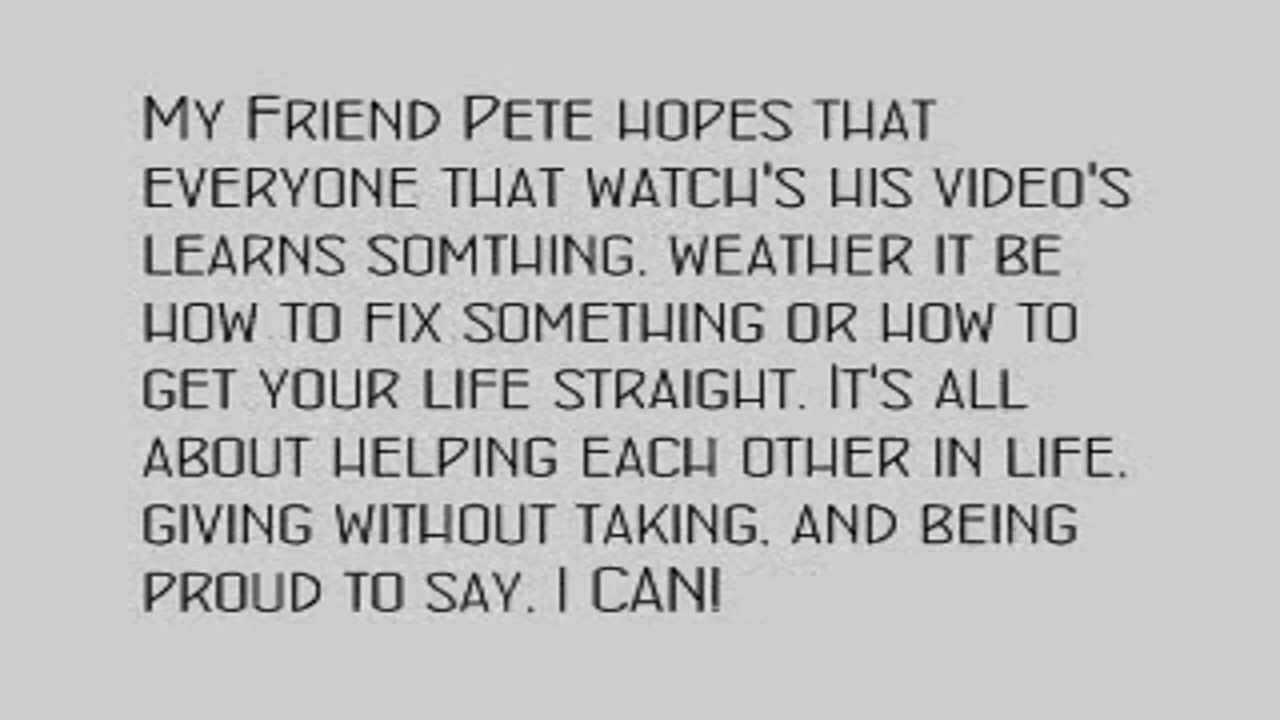 My Friend Pete hopes that
everyone that watch's his video's
learns somthing. weather it be
how to fix something or how to
get your life straight. It's all
about helping each other in life.
giving without taking. and being
proud to say. I CAN!